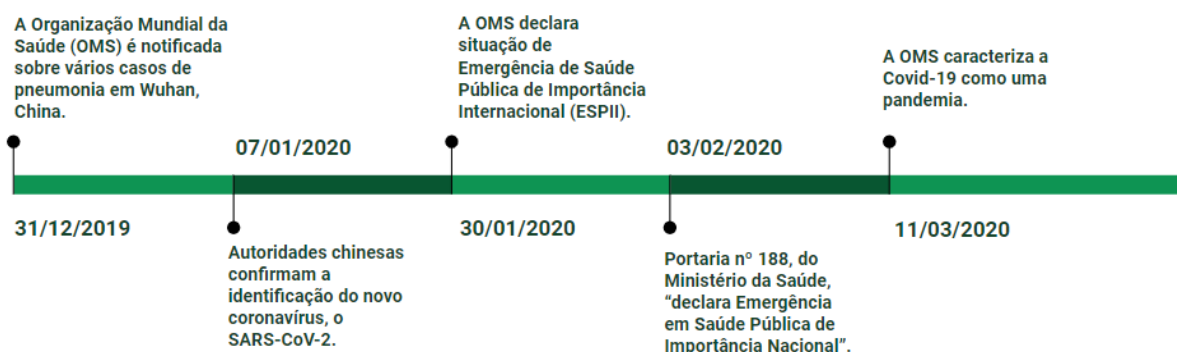 A Organização Mundial da
Saúde (OMS) é notificada
sobre vários casos de
pneumonia em Wuhan,
China.
31/12/2019
07/01/2020
Autoridades chinesas
confirmam a
identificação do novo
coronavírus, o
SARS-CoV-2.
A OMS declara
situação de
Emergência de Saúde
Pública de Importância
Internacional (ESPII).
30/01/2020
03/02/2020
Portaria nº 188, do
Ministério da Saúde,
“declara Emergência
em Saúde Pública de
Importância Nacional”.
A OMS caracteriza a
Covid-19 como uma
pandemia.
11/03/2020